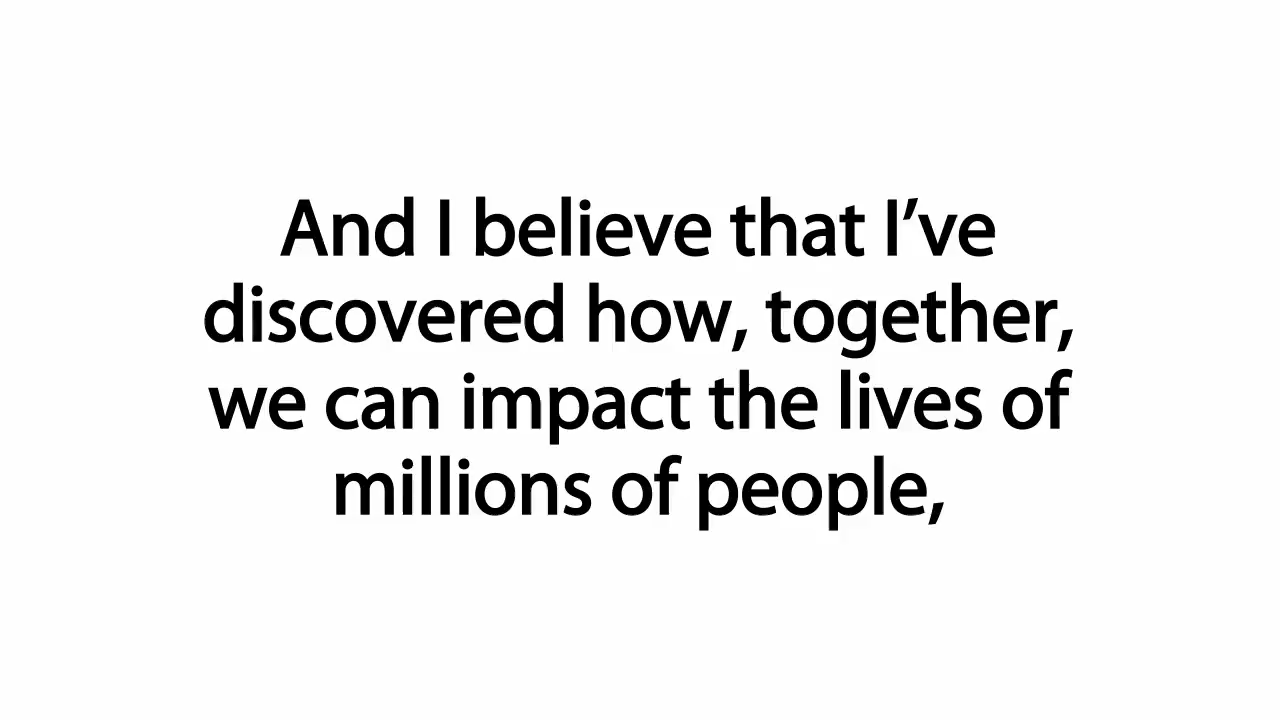 And I believe that I’ve
discovered how, together,
we can impact the lives of
millions of people,